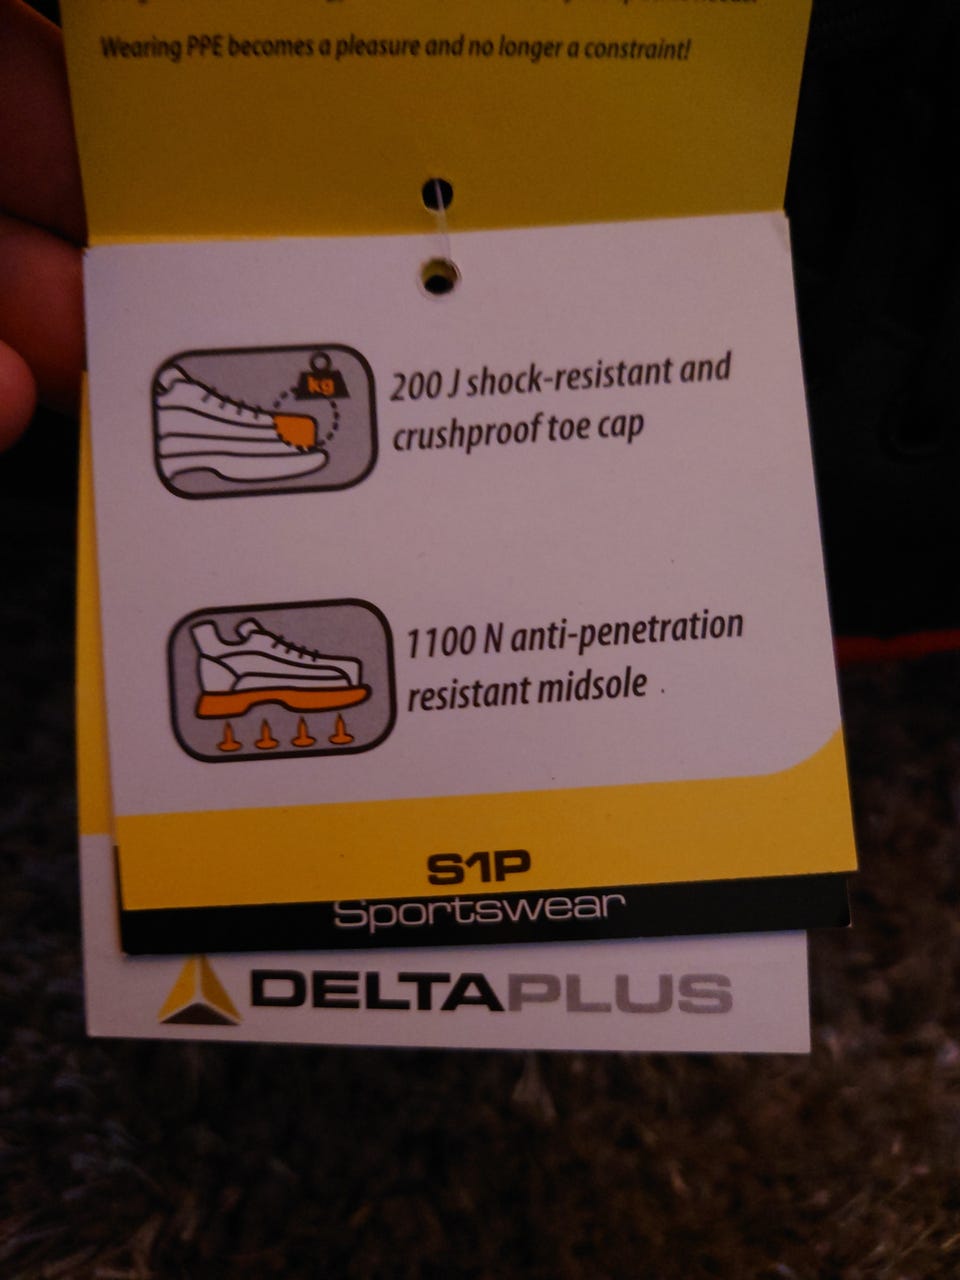 Wearing PPE becomes a pleasure and no longer a constraint!
kg
200 J shock-resistant and
crushproof toe cap
1100 N anti-penetration
resistant midsole .
S1P
Sportswear
DELTAPLUS